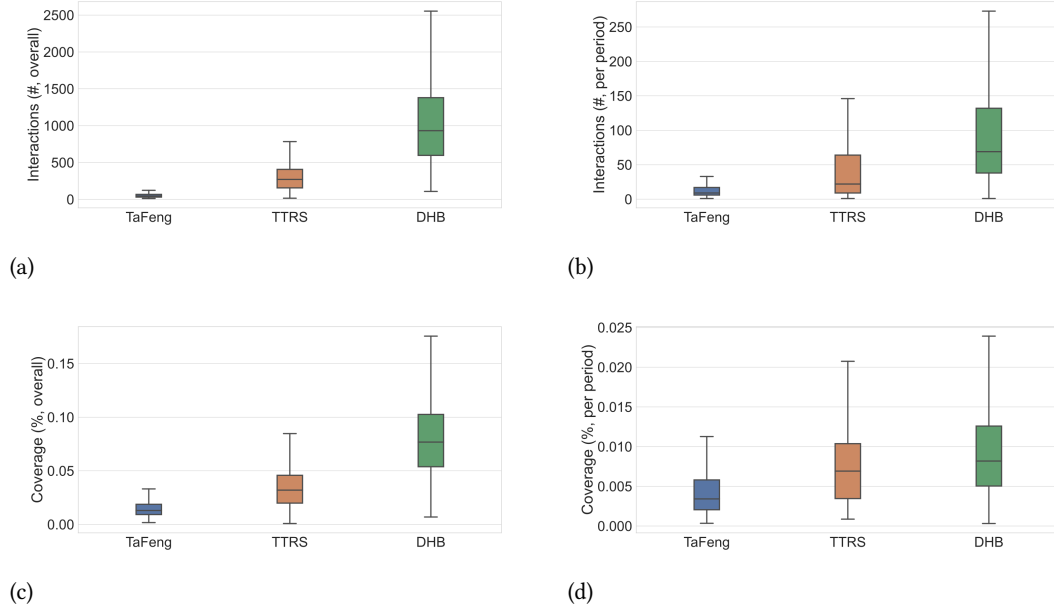 Interactions (#, overall)
2500
2000
1500
1000
500
0
TaFeng TTRS DHB
(a)
Interactions (#, per period)
250
200
150
100
50
0
TaFeng TTRS DHB
(b)
Coverage (%, overall)
0.15
0.10
0.05
0.00
TaFeng TTRS DHB
(c)
Coverage (%, per period)
0.025
0.020
0.015
0.010
0.005
0.000
TaFeng TTRS DHB
(d)